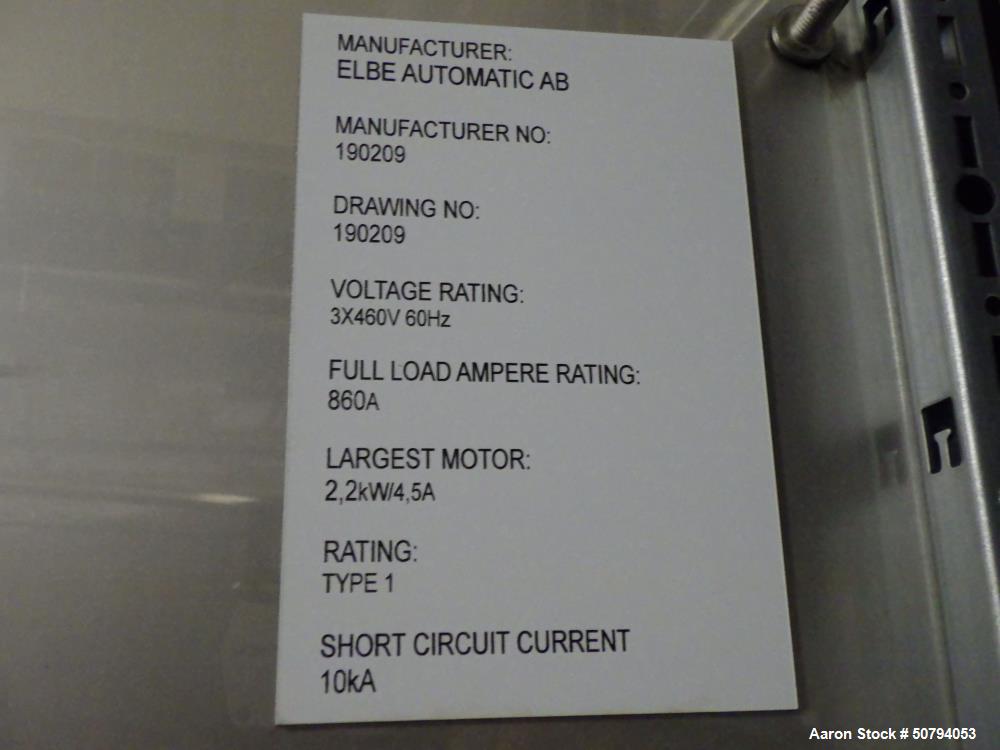 MANUFACTURER:
ELBE AUTOMATIC AB
MANUFACTURER NO:
190209
DRAWING NO:
190209
VOLTAGE RATING:
3X460V 60Hz
FULL LOAD AMPERE RATING:
860A
LARGEST MOTOR:
2,2kW/4,5A
RATING:
TYPE 1
SHORT CIRCUIT CURRENT
10kA
Aaron Stock # 50794053